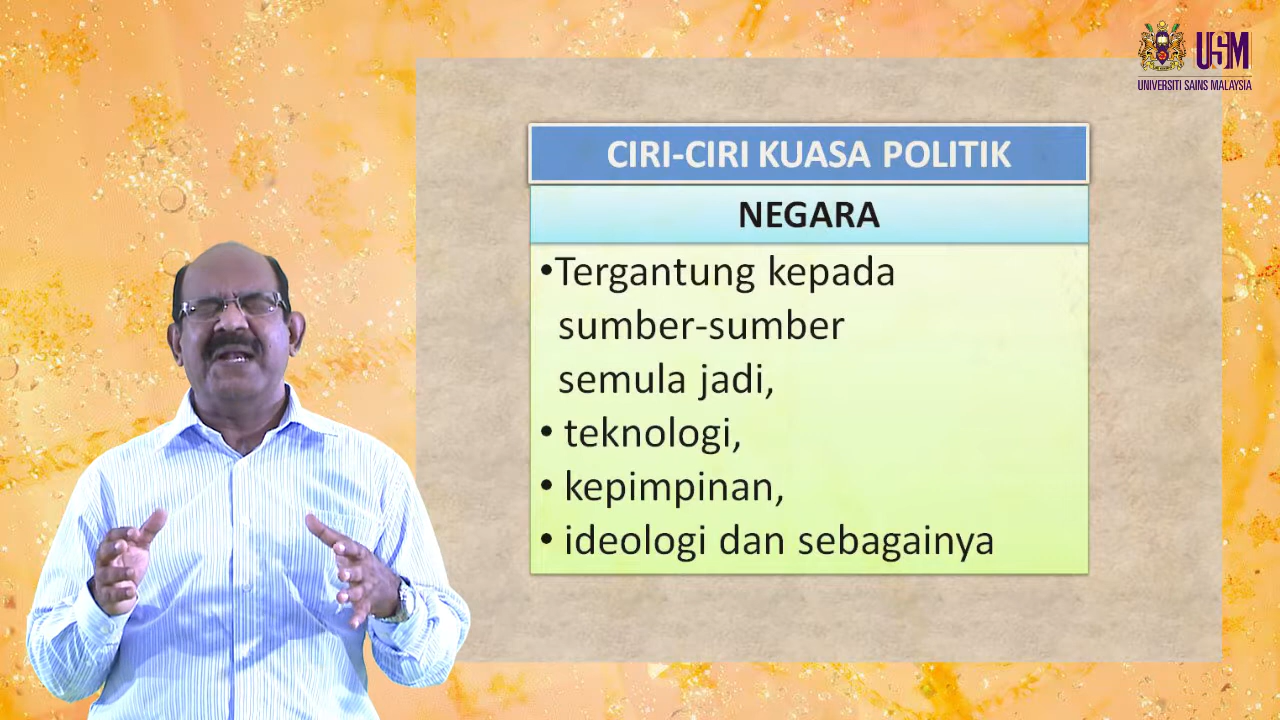 USM
UNIVERSITI SAINS MALAYSIA
CIRI-CIRI KUASA POLITIK
NEGARA
•Tergantung kepada
sumber-sumber
semula jadi,
• teknologi,
• kepimpinan,
• ideologi dan sebagainya